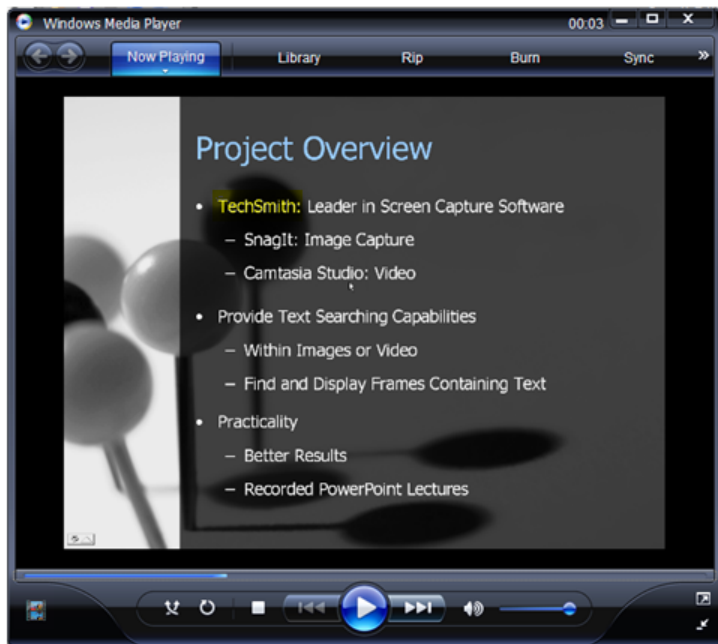 Windows Media Player 00:03
Now Playing Library Rip Burn Sync
Project Overview
• TechSmith: Leader in Screen Capture Software
– SnagIt: Image Capture
– Camtasia Studio: Video
• Provide Text Searching Capabilities
– Within Images or Video
– Find and Display Frames Containing Text
• Practicality
– Better Results
– Recorded PowerPoint Lectures